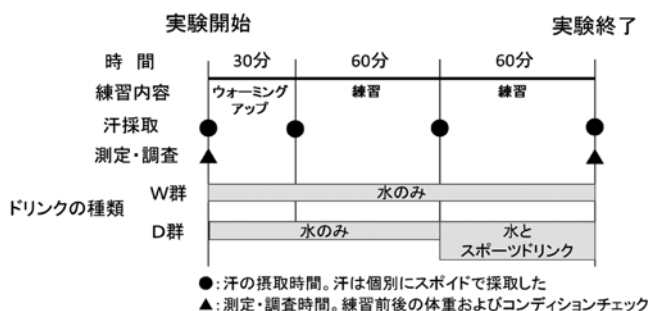 実験開始
実験終了
時 間 30分 60分 60分
練習内容 ウォーミング
アップ 練習 練習
汗採取
測定・調査
ドリンクの種類
W群 水のみ
D群 水のみ 水と
スポーツドリンク
●:汗の摂取時間。汗は個別にスポイドで採取した
▲:測定・調査時間。練習前後の体重およびコンディションチェック